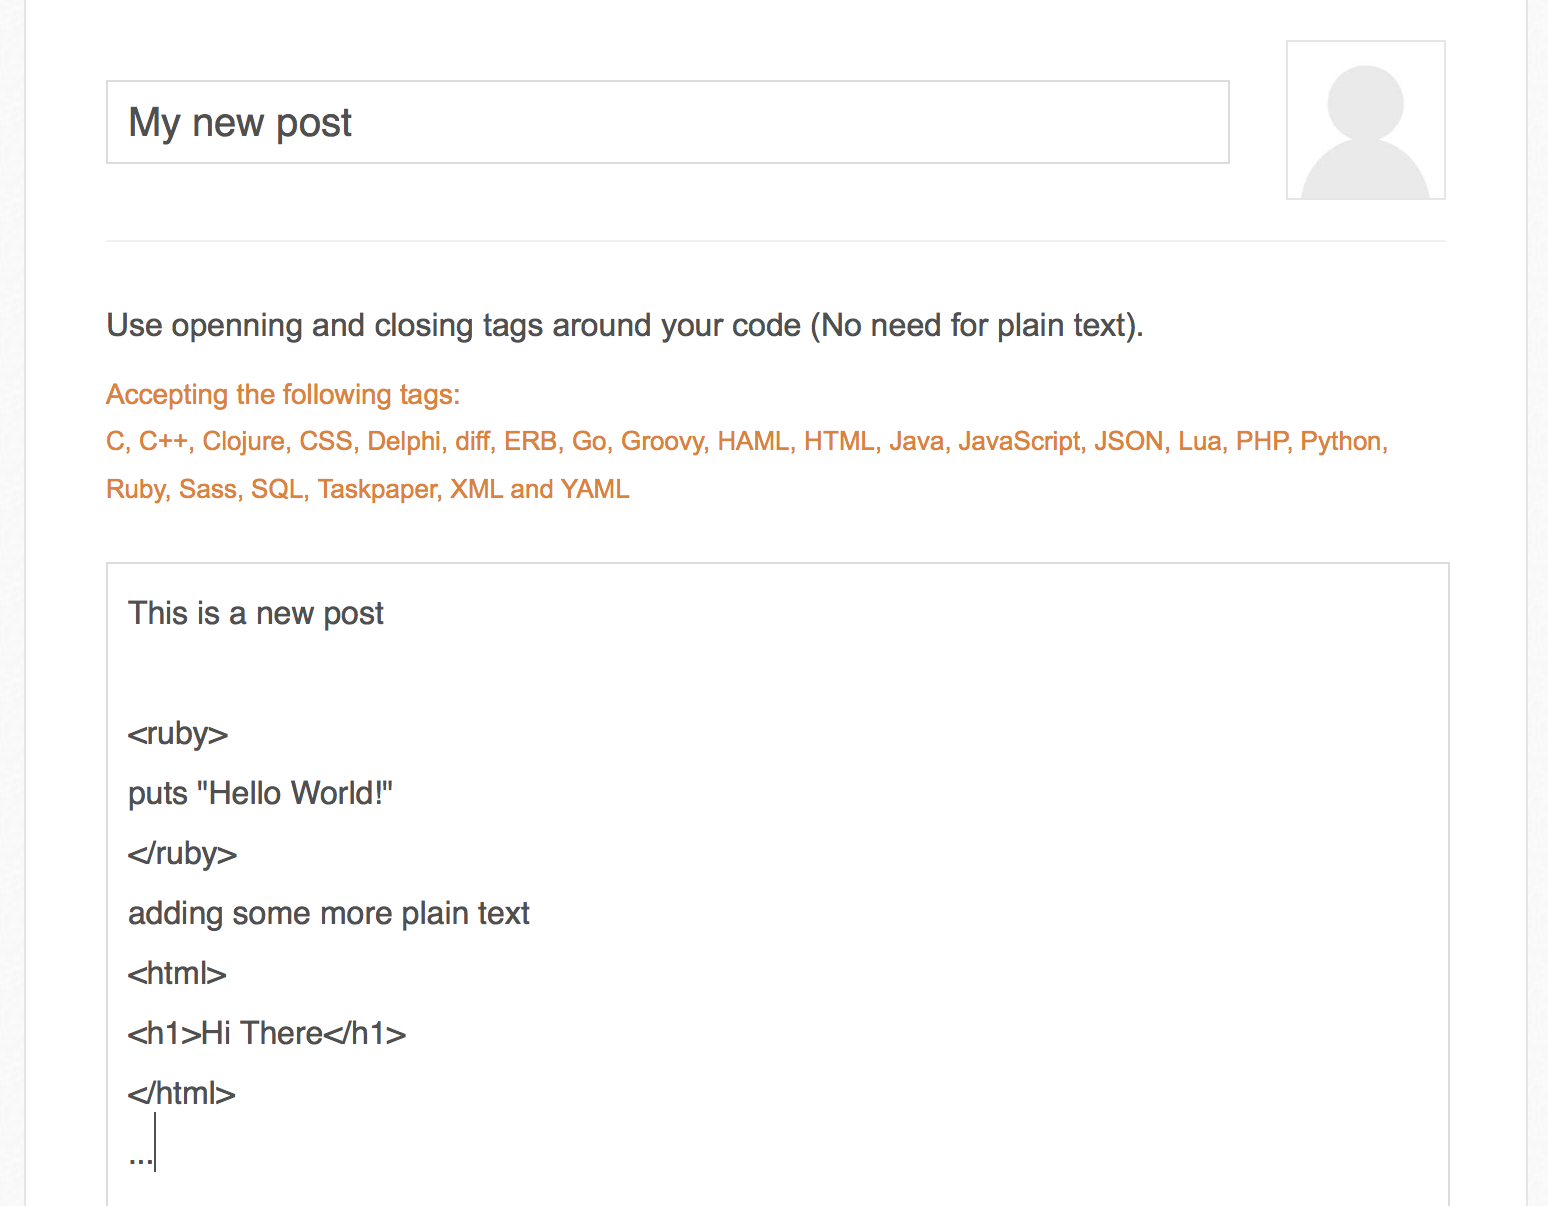 My new post
Use openning and closing tags around your code (No need for plain text).
Accepting the following tags:
C, C++, Clojure, CSS, Delphi, diff, ERB, Go, Groovy, HAML, HTML, Java, JavaScript, JSON, Lua, PHP, Python,
Ruby, Sass, SQL, Taskpaper, XML and YAML
This is a new post
<ruby>
puts "Hello World!"
</ruby>
adding some more plain text
<html>
<h1>Hi There</h1>
</html>
...